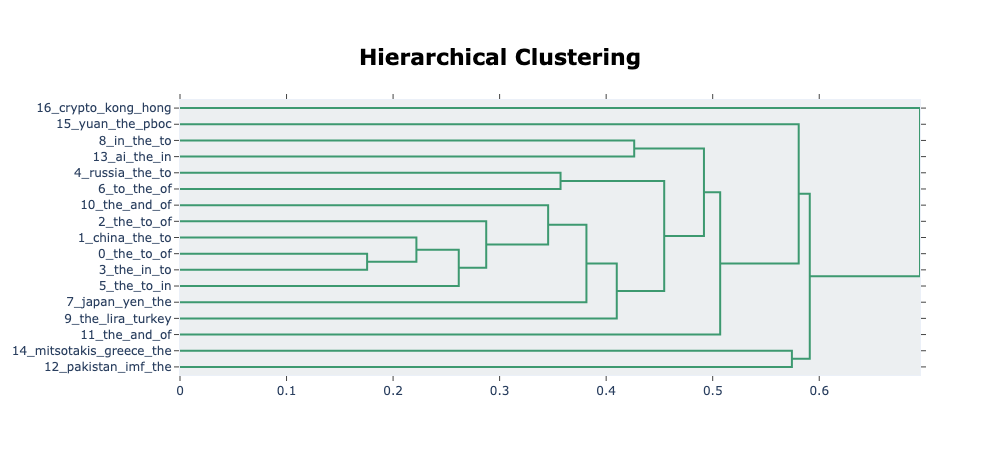 Hierarchical Clustering
16_crypto_kong_hong
15_yuan_the_pboc
8_in_the_to
13_ai_the_in
4_russia_the_to
6_to_the_of
10_the_and_of
2_the_to_of
1_china_the_to
0_the_to_of
3_the_in_to
5_the_to_in
7_japan_yen_the
9_the_lira_turkey
11_the_and_of
14_mitsotakis_greece_the
12_pakistan_imf_the
0 0.1 0.2 0.3 0.4 0.5 0.6